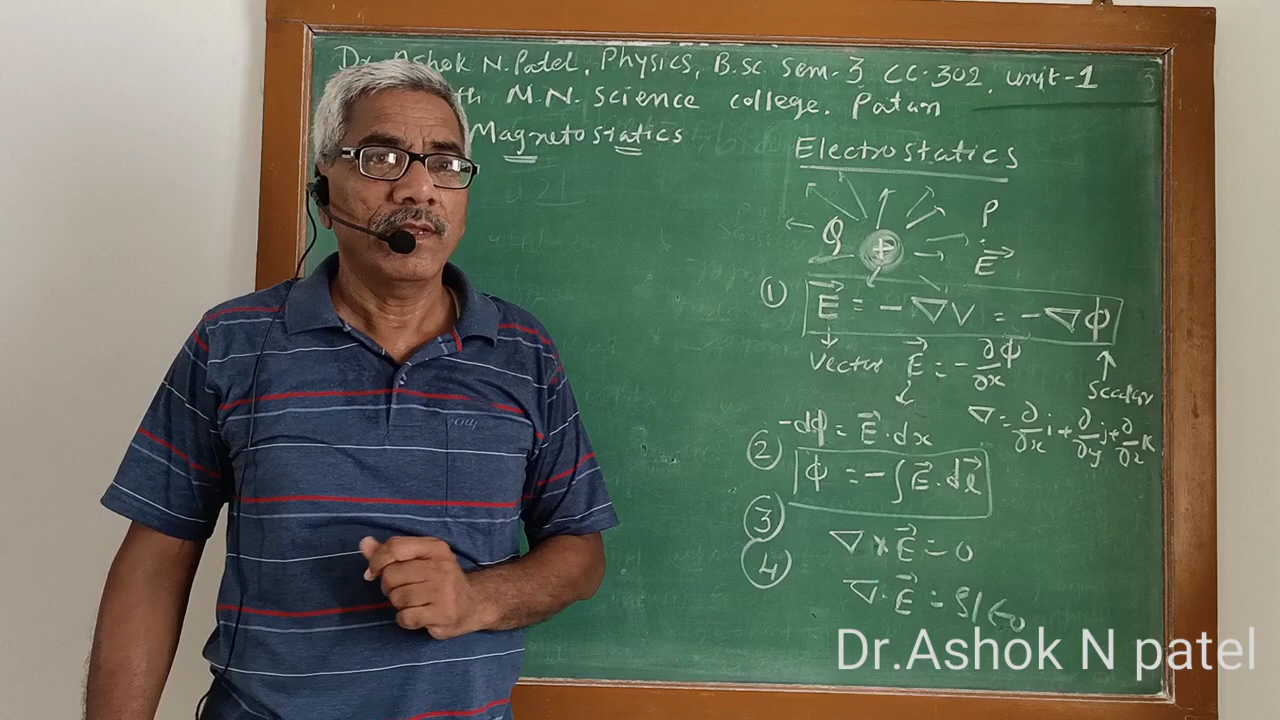 Dr. Ashok N. Patel, Physics, B.Sc. Sem-3 CC-302, Unit-1
th M.N. Science college. Patan
Magnetostatics
Electrostatics
Q + P
E⃗
① E⃗ = -∇V = -∇ϕ
Vector E⃗ = -∂ϕ/∂x
Scalar
∇ = ∂/∂x i + ∂/∂y j + ∂/∂z k
-dϕ = E⃗ · dx
② ϕ = -∫E⃗ · dl⃗
③ ∇ × E⃗ = 0
④ ∇ · E⃗ = ρ/ϵ₀
Dr.Ashok N patel